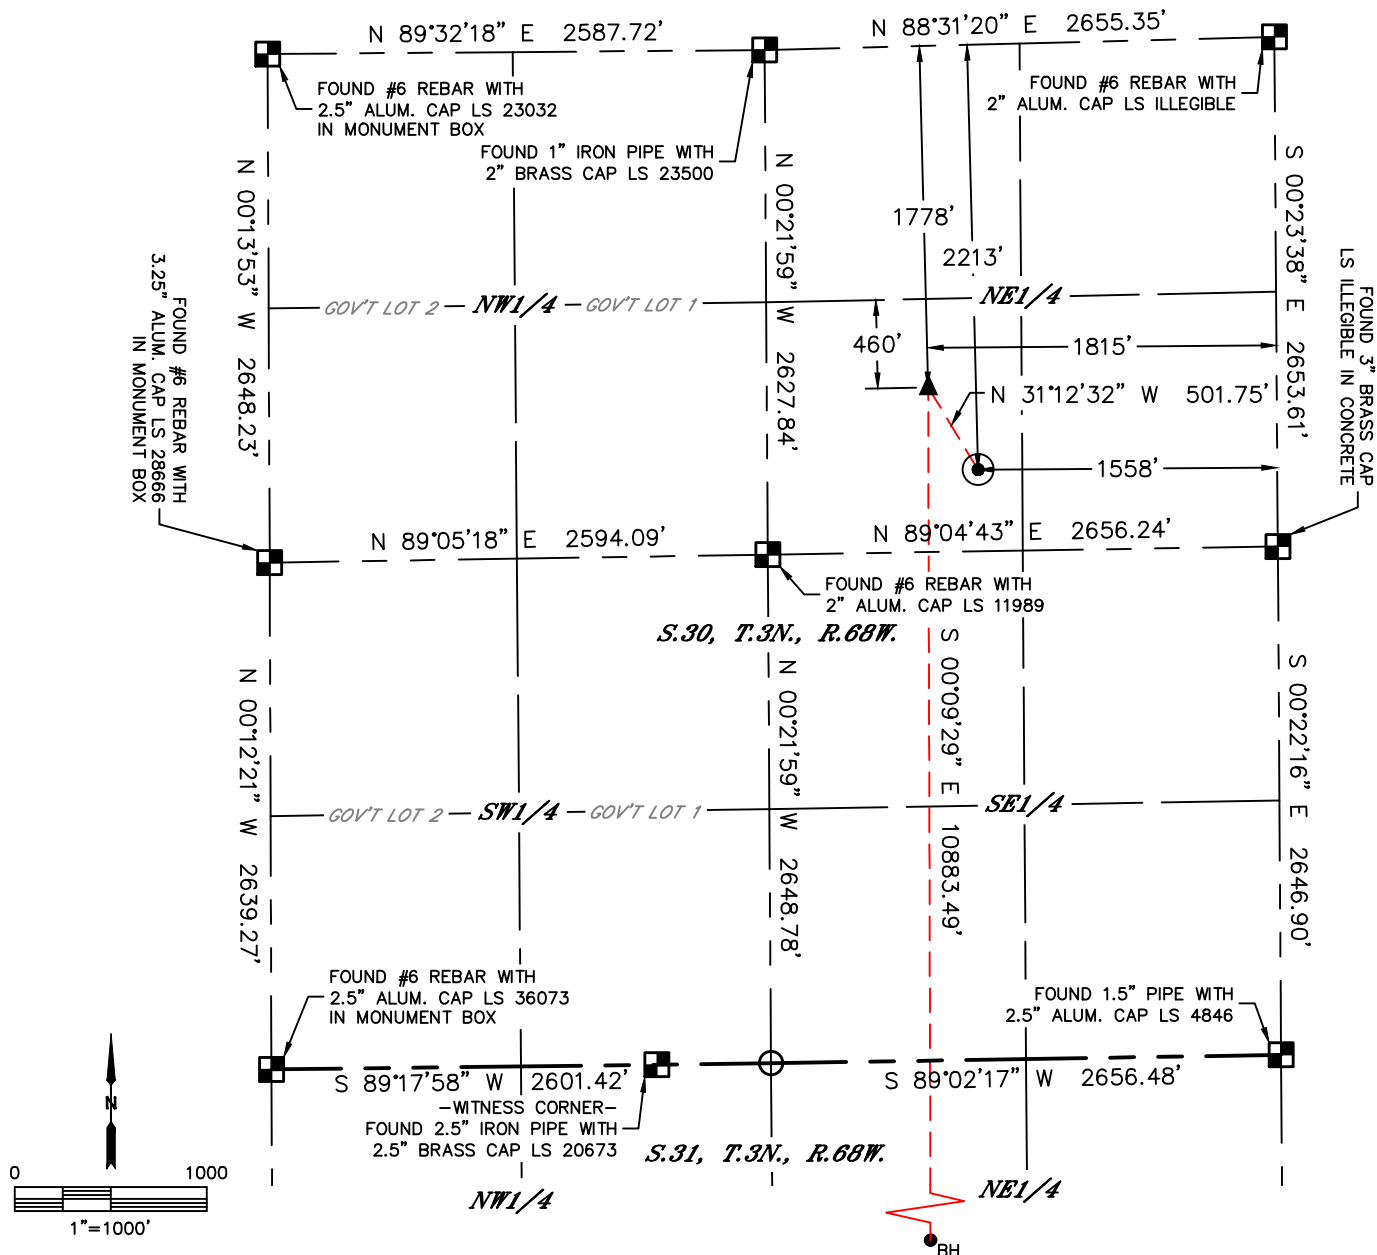 N 89°32'18" E 2587.72'
N 88°31'20" E 2655.35'
FOUND #6 REBAR WITH
2.5" ALUM. CAP LS 23032
IN MONUMENT BOX
FOUND 1" IRON PIPE WITH
2" BRASS CAP LS 23500
FOUND #6 REBAR WITH
2" ALUM. CAP LS ILLEGIBLE
N 00°13'53" W 2648.23'
N 00°21'59" W 2627.84'
S 00°23'38" E 2653.61'
1778'
2213'
FOUND #6 REBAR WITH
3.25" ALUM. CAP LS 28666
IN MONUMENT BOX
FOUND 3" BRASS CAP
LS ILLEGIBLE IN CONCRETE
GOV'T LOT 2
NW1/4
GOV'T LOT 1
NE1/4
460'
1815'
N 31°12'32" W 501.75'
1558'
N 89°05'18" E 2594.09'
N 89°04'43" E 2656.24'
FOUND #6 REBAR WITH
2" ALUM. CAP LS 11989
S.30, T.3N., R.68W.
N 00°12'21" W 2639.27'
N 00°21'59" W 2648.78'
S 00°09'29" E 10883.49'
S 00°22'16" E 2646.90'
GOV'T LOT 2
SW1/4
GOV'T LOT 1
SE1/4
FOUND #6 REBAR WITH
2.5" ALUM. CAP LS 36073
IN MONUMENT BOX
FOUND 1.5" PIPE WITH
2.5" ALUM. CAP LS 4846
S 89°17'58" W 2601.42'
S 89°02'17" W 2656.48'
-WITNESS CORNER-
FOUND 2.5" IRON PIPE WITH
2.5" BRASS CAP LS 20673
S.31, T.3N., R.68W.
N
0 1000
1"=1000'
NW1/4
NE1/4
BH